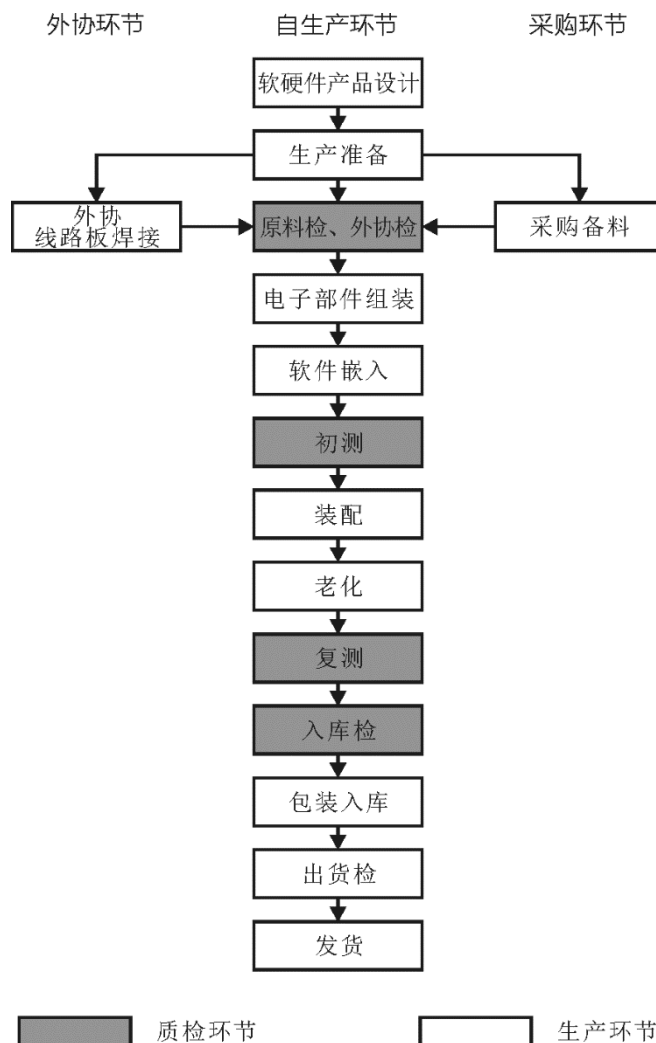 外协环节
自生产环节
采购环节
软硬件产品设计
生产准备
外协
线路板焊接
原料检、外协检
采购备料
电子部件组装
软件嵌入
初测
装配
老化
复测
入库检
包装入库
出货检
发货
质检环节
生产环节